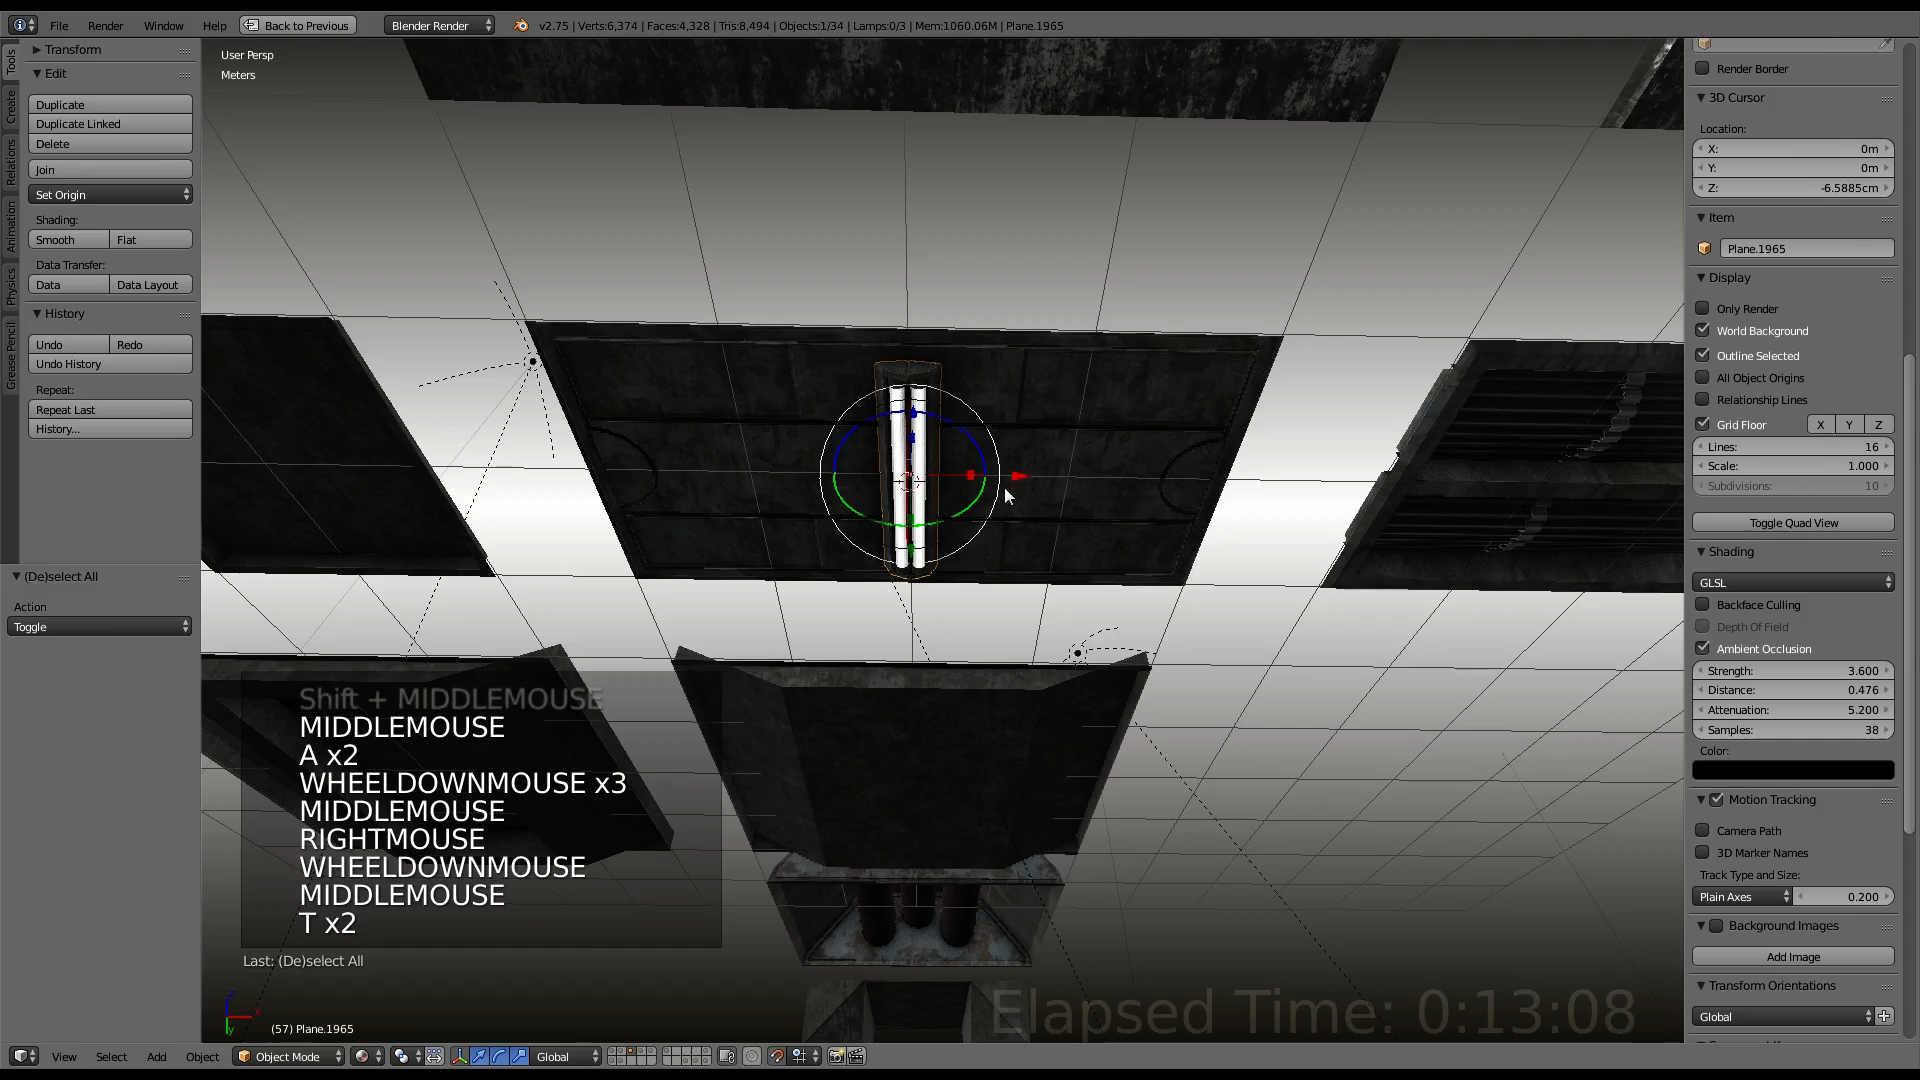 File Render Window Help Back to Previous Blender Render v2.75 | Verts:6,374 | Faces:4,328 | Tris:8,494 | Objects:1/34 | Lamps:0/3 | Mem:1060.06M | Plane.1965
Tools
Create
Relations
Animation
Physics
Grease Pencil
Transform
Edit
Duplicate
Duplicate Linked
Delete
Join
Set Origin
Shading:
Smooth Flat
Data Transfer:
Data Data Layout
History
Undo Redo
Undo History
Repeat:
Repeat Last
History...
(De)select All
Action
Toggle
User Persp
Meters
Shift + MIDDLEMOUSE
MIDDLEMOUSE
A x2
WHEELDOWNMOUSE x3
MIDDLEMOUSE
RIGHTMOUSE
WHEELDOWNMOUSE
MIDDLEMOUSE
T x2
Last: (De)select All
z
x
y
(57) Plane.1965
Elapsed Time: 0:13:08
Render Border
3D Cursor
Location:
X: 0m
Y: 0m
Z: -6.5885cm
Item
Plane.1965
Display
Only Render
World Background
Outline Selected
All Object Origins
Relationship Lines
Grid Floor X Y Z
Lines: 16
Scale: 1.000
Subdivisions: 10
Toggle Quad View
Shading
GLSL
Backface Culling
Depth Of Field
Ambient Occlusion
Strength: 3.600
Distance: 0.476
Attenuation: 5.200
Samples: 38
Color:
Motion Tracking
Camera Path
3D Marker Names
Track Type and Size:
Plain Axes 0.200
Background Images
Add Image
Transform Orientations
Global
View Select Add Object Object Mode Global